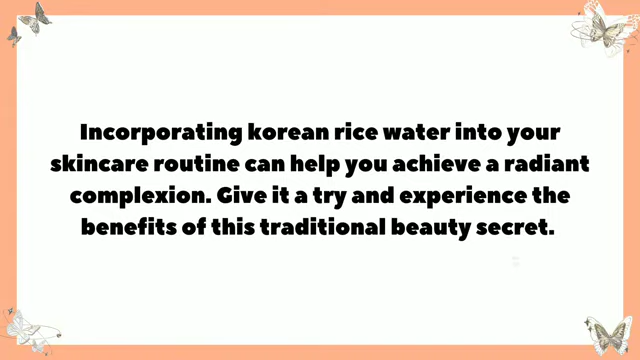 Incorporating korean rice water into your
skincare routine can help you achieve a radiant
complexion. Give it a try and experience the
benefits of this traditional beauty secret.